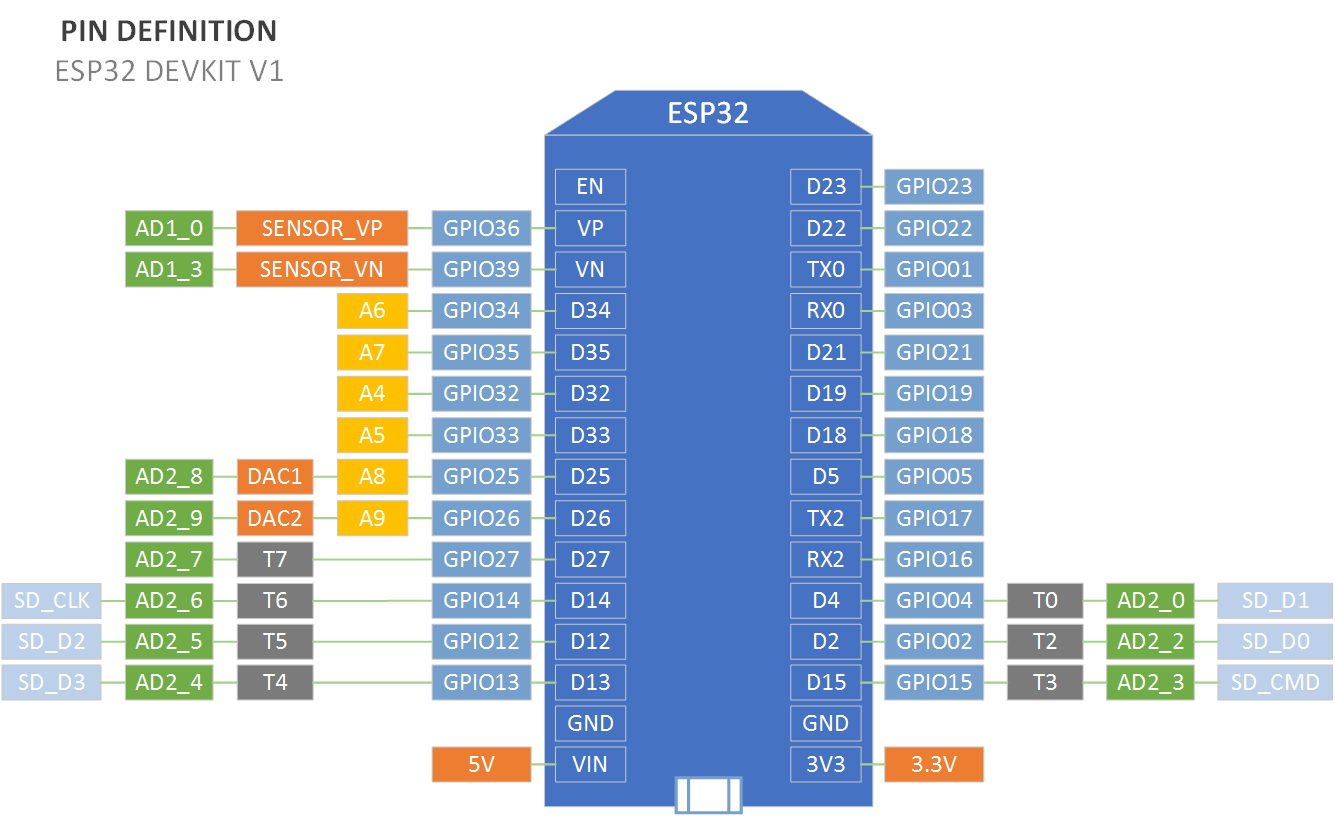 PIN DEFINITION
ESP32 DEVKIT V1
ESP32
EN D23 GPIO23
AD1_0 SENSOR_VP GPIO36 VP D22 GPIO22
AD1_3 SENSOR_VN GPIO39 VN TX0 GPIO01
A6 GPIO34 D34 RX0 GPIO03
A7 GPIO35 D35 D21 GPIO21
A4 GPIO32 D32 D19 GPIO19
A5 GPIO33 D33 D18 GPIO18
AD2_8 DAC1 A8 GPIO25 D25 D5 GPIO05
AD2_9 DAC2 A9 GPIO26 D26 TX2 GPIO17
AD2_7 T7 GPIO27 D27 RX2 GPIO16
SD_CLK AD2_6 T6 GPIO14 D14 D4 GPIO04 T0 AD2_0 SD_D1
SD_D2 AD2_5 T5 GPIO12 D12 D2 GPIO02 T2 AD2_2 SD_D0
SD_D3 AD2_4 T4 GPIO13 D13 D15 GPIO15 T3 AD2_3 SD_CMD
GND GND
5V VIN 3V3 3.3V